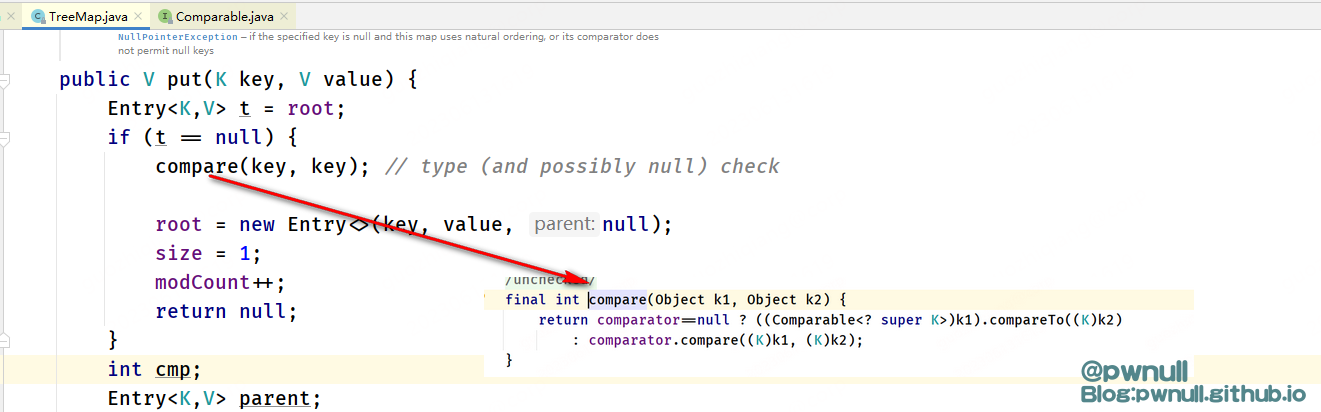 TreeMap.java Comparable.java
NullPointerException – if the specified key is null and this map uses natural ordering, or its comparator does
not permit null keys
public V put(K key, V value) {
Entry<K,V> t = root;
if (t == null) {
compare(key, key); // type (and possibly null) check
root = new Entry<>(key, value, parent: null);
size = 1;
modCount++;
return null;
}
int cmp;
Entry<K,V> parent;
/unchecked/
final int compare(Object k1, Object k2) {
return comparator==null ? ((Comparable<? super K>)k1).compareTo((K)k2)
: comparator.compare((K)k1, (K)k2);
}
@pwnull
Blog:pwnull.github.io